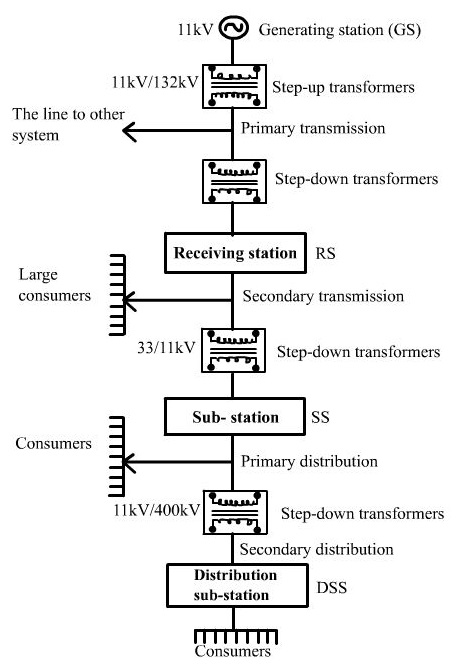 11kV
Generating station (GS)
11kV/132kV
Step-up transformers
The line to other
system
Primary transmission
Step-down transformers
Receiving station
RS
Large
consumers
Secondary transmission
33/11kV
Step-down transformers
Sub- station
SS
Consumers
Primary distribution
11kV/400kV
Step-down transformers
Secondary distribution
Distribution
sub-station
DSS
Consumers